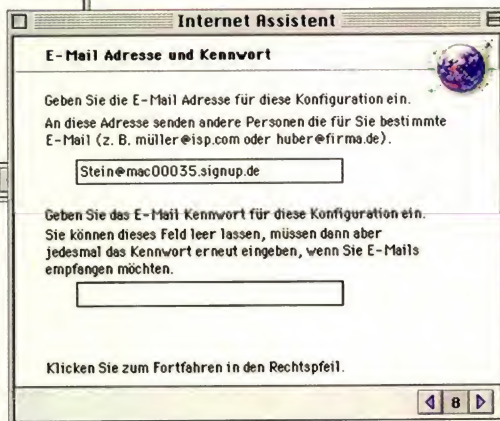 Internet Assistent
E-Mail Adresse und Kennwort
Geben Sie die E-Mail Adresse für diese Konfiguration ein.
An diese Adresse senden andere Personen die für Sie bestimmte
E-Mail (z. B. müller@isp.com oder huber@firma.de).
Stein@mac00035.signup.de
Geben Sie das E-Mail Kennwort für diese Konfiguration ein.
Sie können dieses Feld leer lassen, müssen dann aber
jedesmal das Kennwort erneut eingeben, wenn Sie E-Mails
empfangen möchten.
Klicken Sie zum Fortfahren in den Rechtspfeil.
8